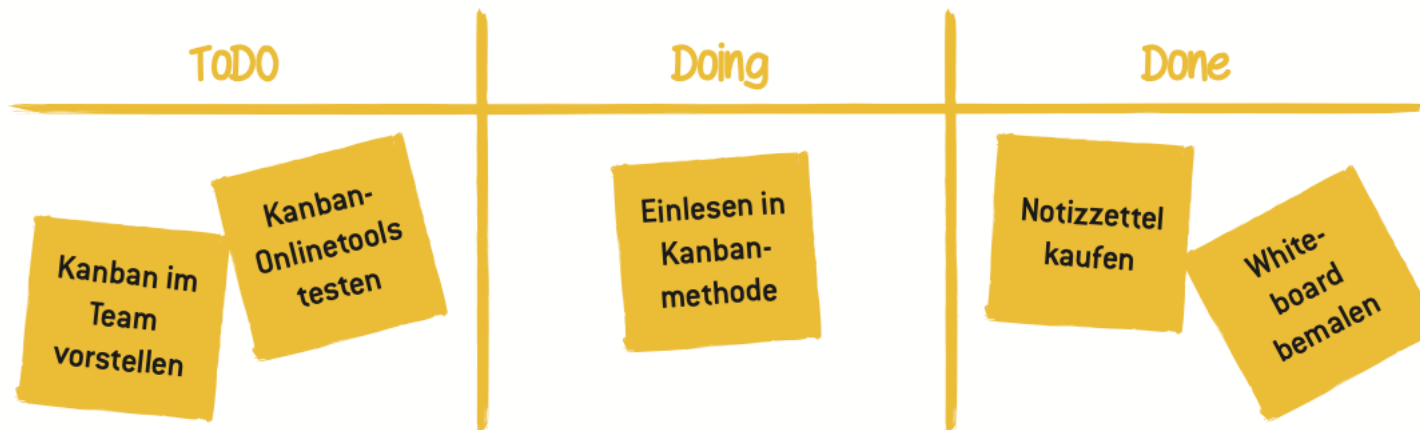 ToDO
Doing
Done
Kanban im
Team
vorstellen
Kanban-
Onlinetools
testen
Einlesen in
Kanban-
methode
Notizzettel
kaufen
White-
board
bemalen